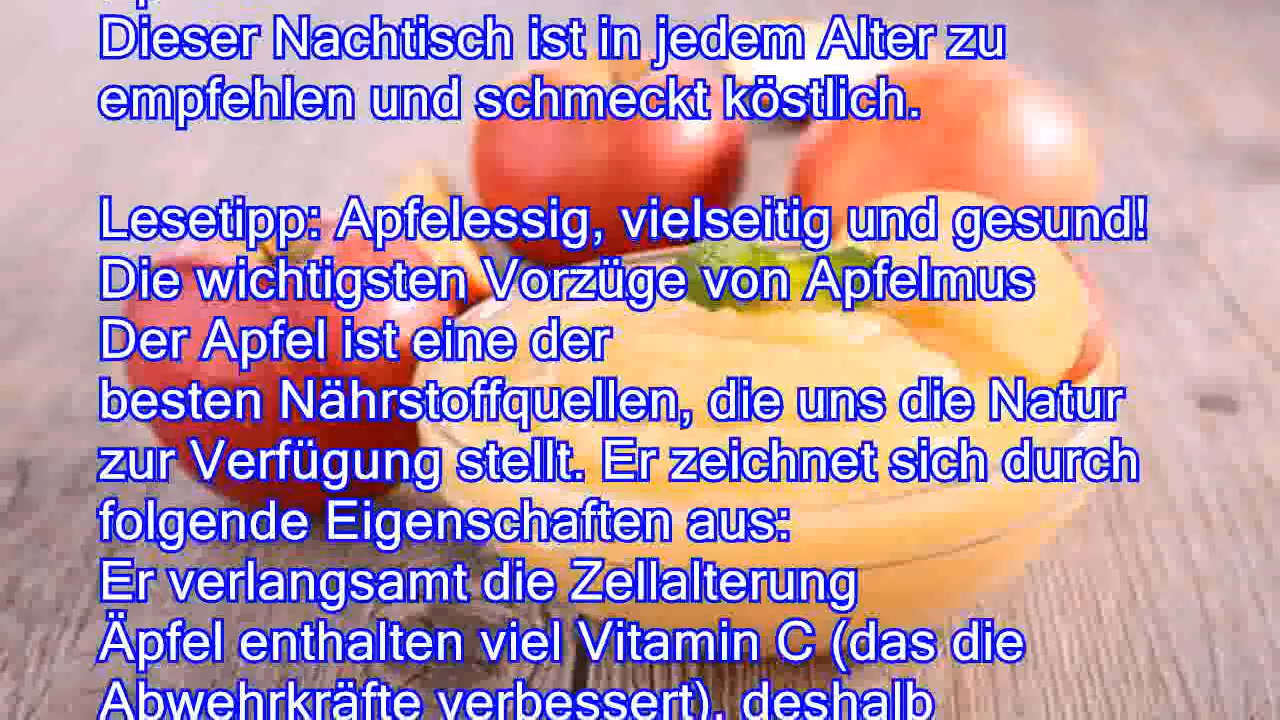 Dieser Nachtisch ist in jedem Alter zu
empfehlen und schmeckt köstlich.
Lesetipp: Apfelessig, vielseitig und gesund!
Die wichtigsten Vorzüge von Apfelmus
Der Apfel ist eine der
besten Nährstoffquellen, die uns die Natur
zur Verfügung stellt. Er zeichnet sich durch
folgende Eigenschaften aus:
Er verlangsamt die Zellalterung
Äpfel enthalten viel Vitamin C (das die
Abwehrkräfte verbessert), deshalb